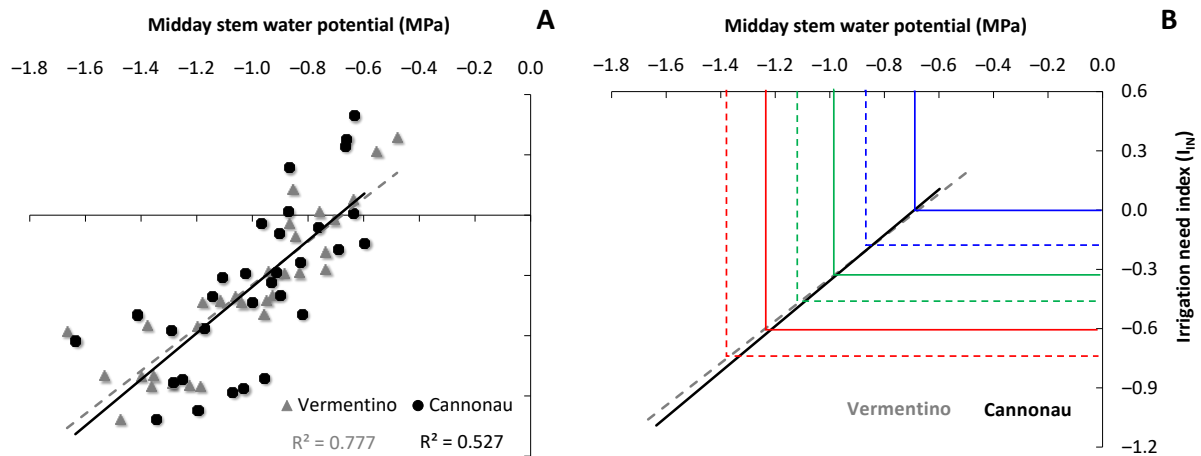 Midday stem water potential (MPa)
A
−1.8 −1.6 −1.4 −1.2 −1.0 −0.8 −0.6 −0.4 −0.2 0.0
Vermentino Cannonau
R² = 0.777 R² = 0.527
Midday stem water potential (MPa)
B
−1.8 −1.6 −1.4 −1.2 −1.0 −0.8 −0.6 −0.4 −0.2 0.0
0.6
0.3
0.0
−0.3
−0.6
−0.9
−1.2
Irrigation need index (I_IN)
Vermentino Cannonau